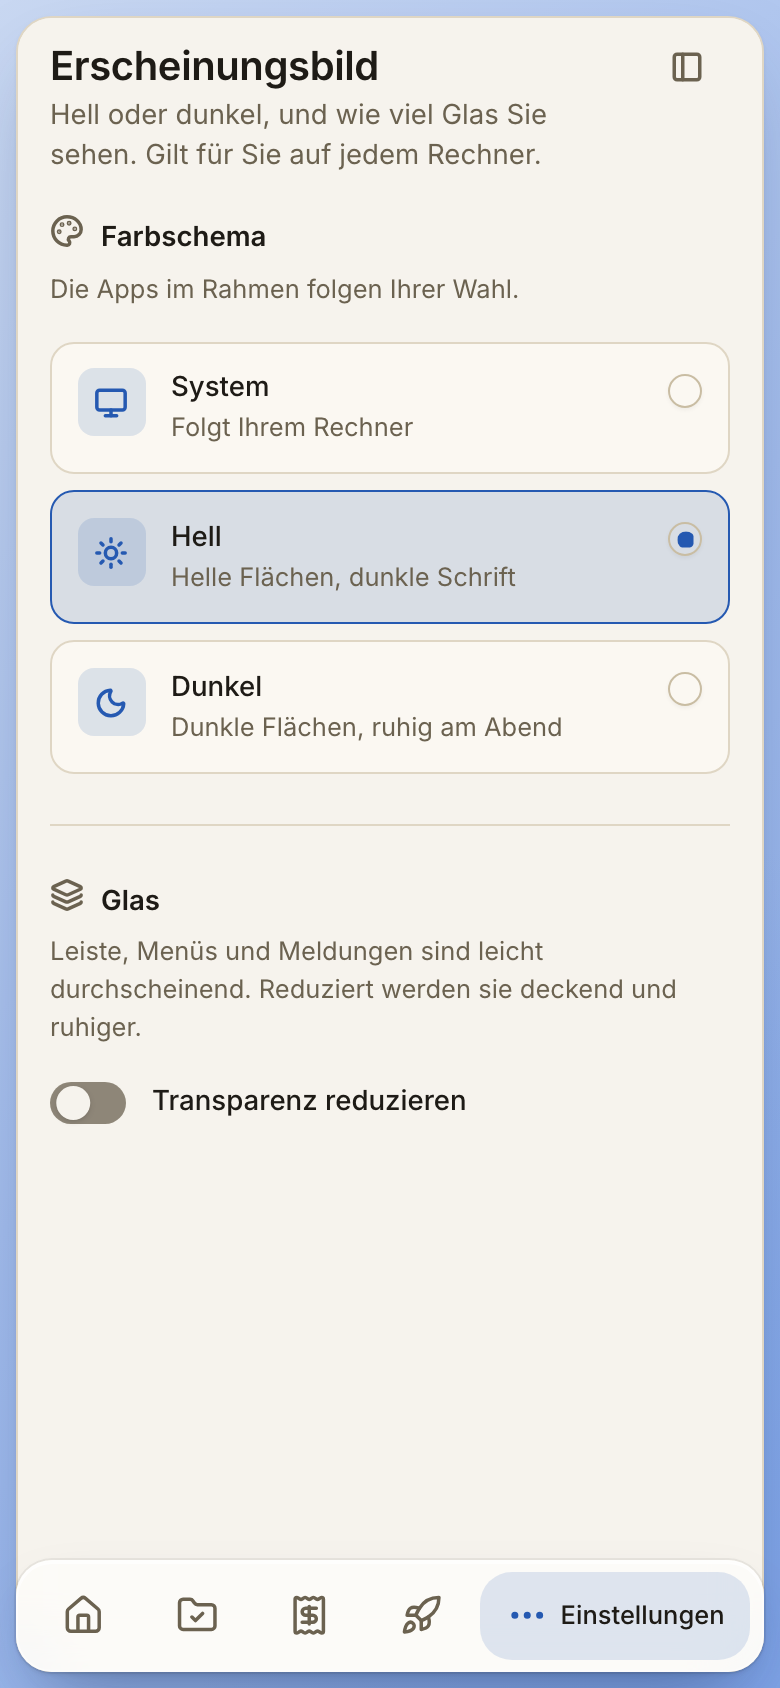 Erscheinungsbild
Hell oder dunkel, und wie viel Glas Sie
sehen. Gilt für Sie auf jedem Rechner.
Farbschema
Die Apps im Rahmen folgen Ihrer Wahl.
System
Folgt Ihrem Rechner
Hell
Helle Flächen, dunkle Schrift
Dunkel
Dunkle Flächen, ruhig am Abend
Glas
Leiste, Menüs und Meldungen sind leicht
durchscheinend. Reduziert werden sie deckend und
ruhiger.
Transparenz reduzieren
Einstellungen